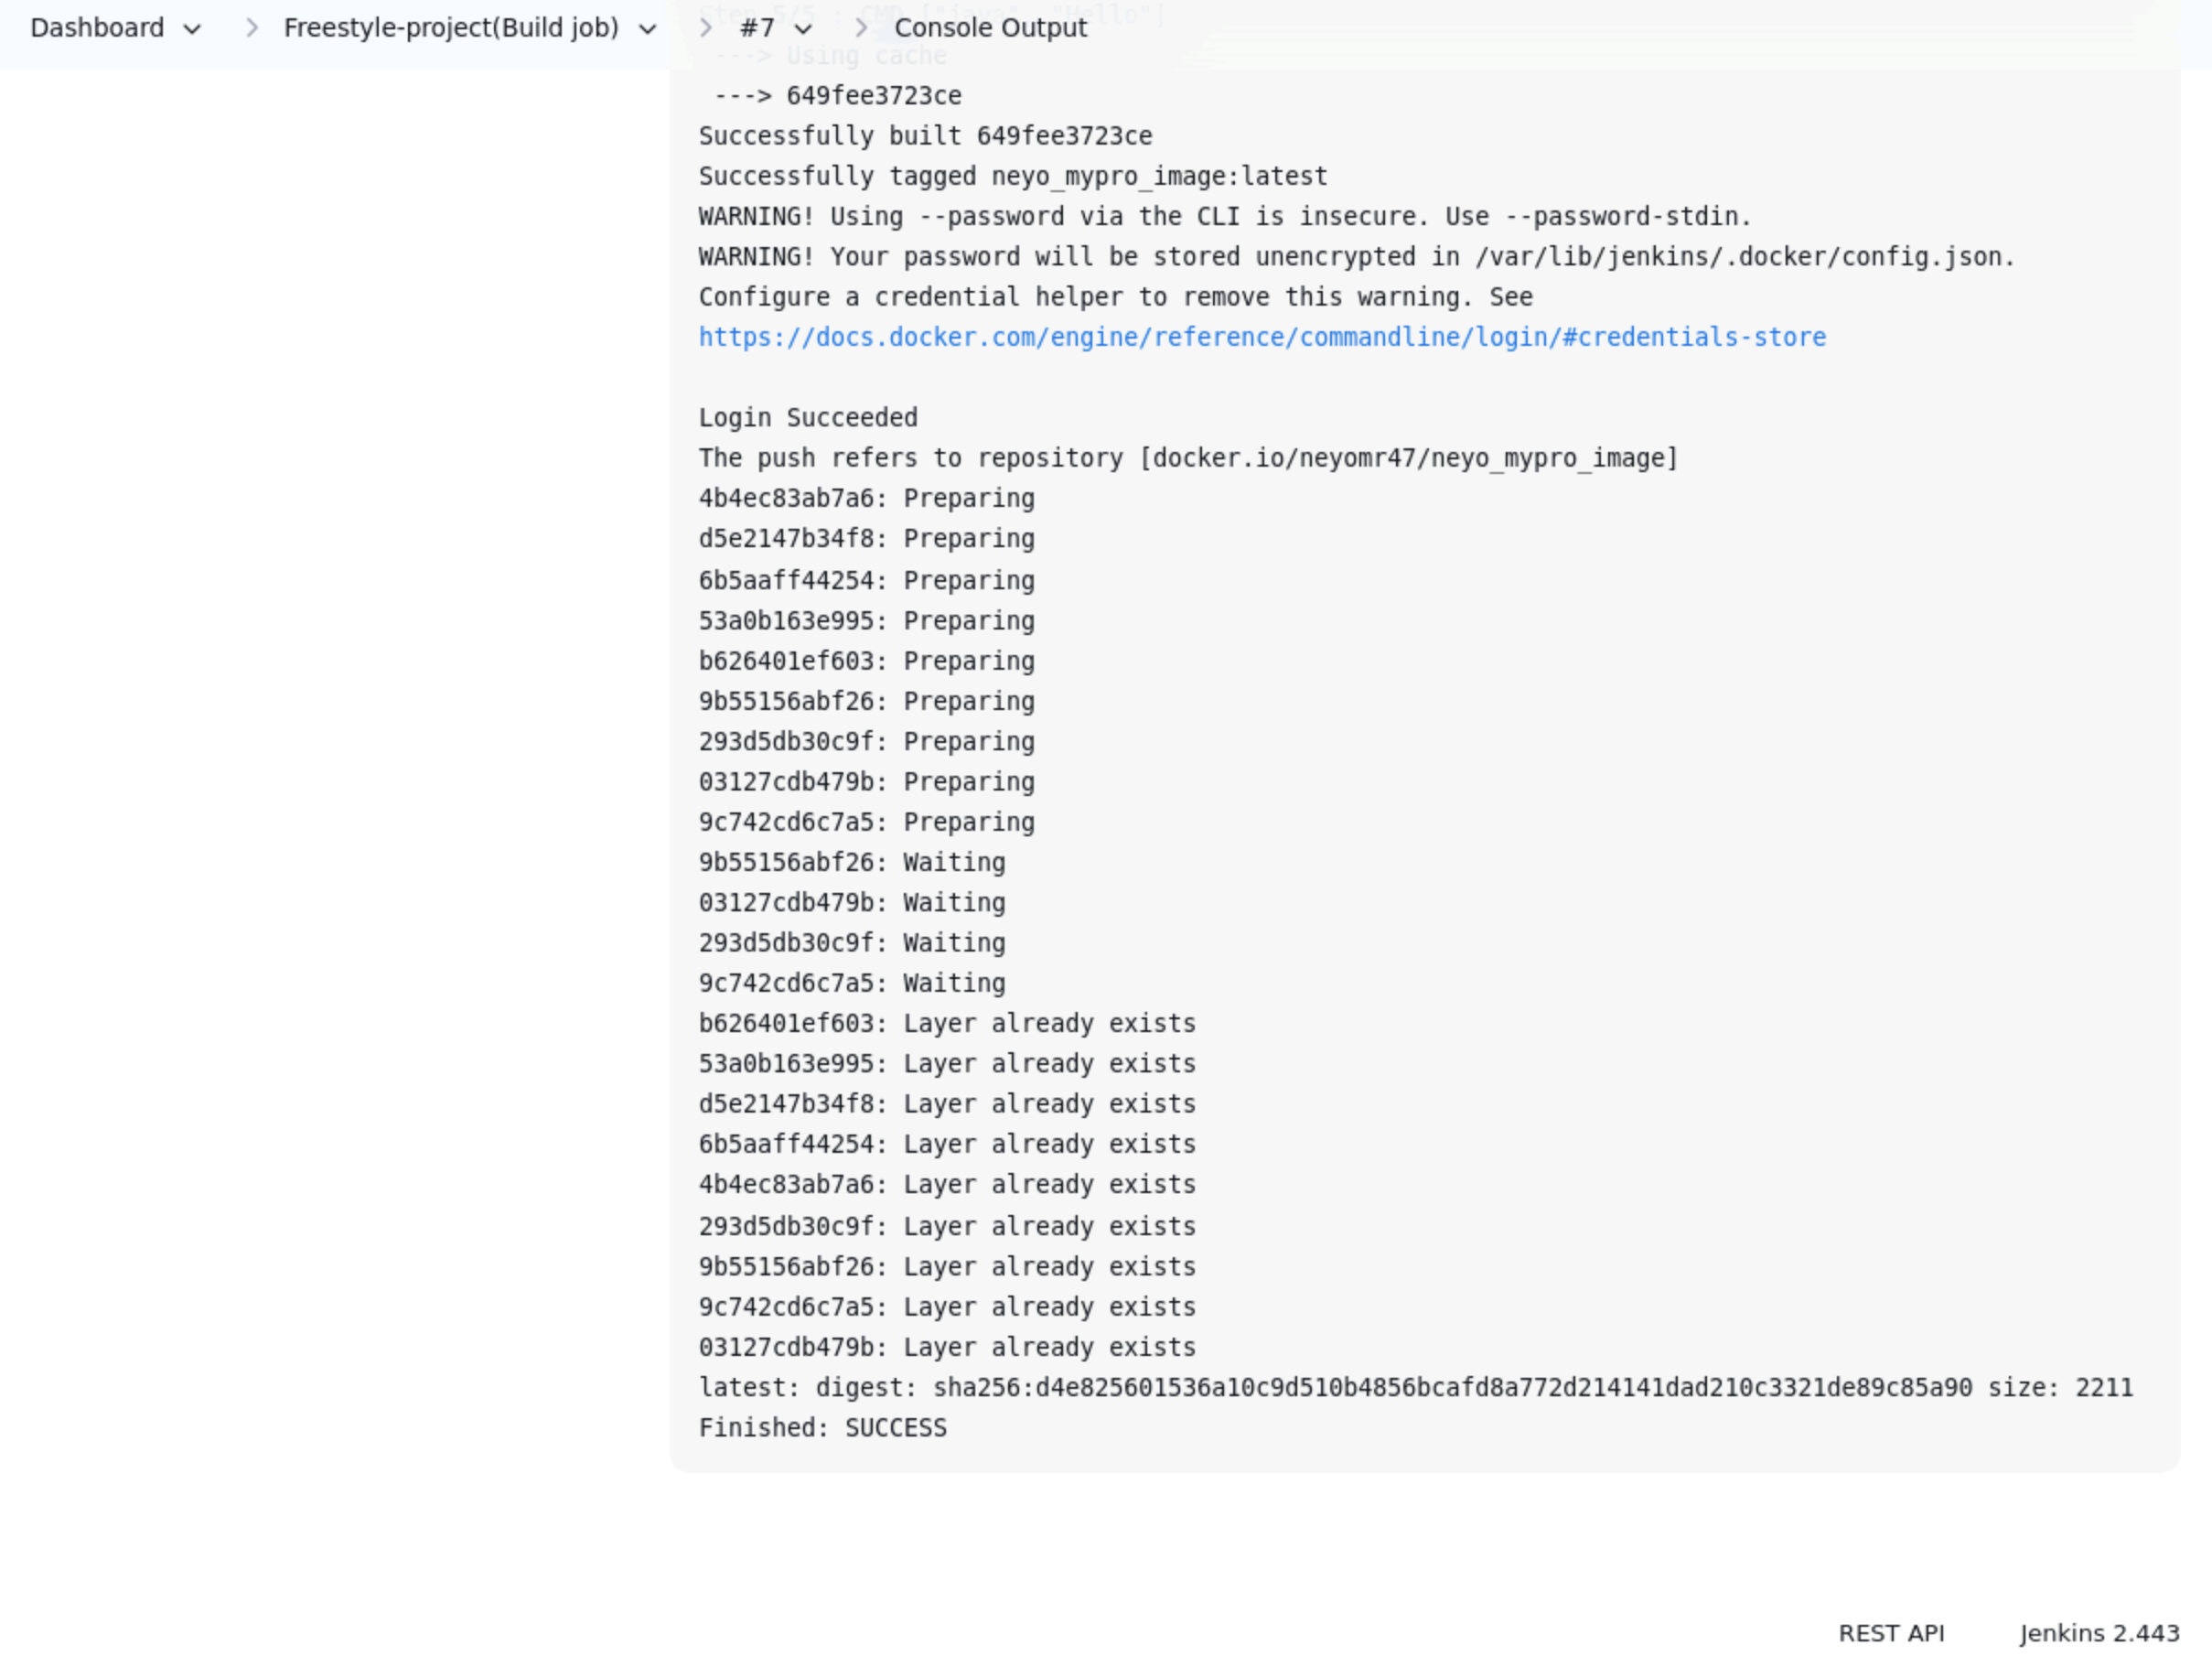 Dashboard > Freestyle-project(Build job) > #7 > Console Output
Step 5/5 : CMD ["java", "Hello"]
---> Using cache
---> 649fee3723ce
Successfully built 649fee3723ce
Successfully tagged neyo_mypro_image:latest
WARNING! Using --password via the CLI is insecure. Use --password-stdin.
WARNING! Your password will be stored unencrypted in /var/lib/jenkins/.docker/config.json.
Configure a credential helper to remove this warning. See
https://docs.docker.com/engine/reference/commandline/login/#credentials-store
Login Succeeded
The push refers to repository [docker.io/neyomr47/neyo_mypro_image]
4b4ec83ab7a6: Preparing
d5e2147b34f8: Preparing
6b5aaff44254: Preparing
53a0b163e995: Preparing
b626401ef603: Preparing
9b55156abf26: Preparing
293d5db30c9f: Preparing
03127cdb479b: Preparing
9c742cd6c7a5: Preparing
9b55156abf26: Waiting
03127cdb479b: Waiting
293d5db30c9f: Waiting
9c742cd6c7a5: Waiting
b626401ef603: Layer already exists
53a0b163e995: Layer already exists
d5e2147b34f8: Layer already exists
6b5aaff44254: Layer already exists
4b4ec83ab7a6: Layer already exists
293d5db30c9f: Layer already exists
9b55156abf26: Layer already exists
9c742cd6c7a5: Layer already exists
03127cdb479b: Layer already exists
latest: digest: sha256:d4e825601536a10c9d510b4856bcafd8a772d214141dad210c3321de89c85a90 size: 2211
Finished: SUCCESS
REST API Jenkins 2.443